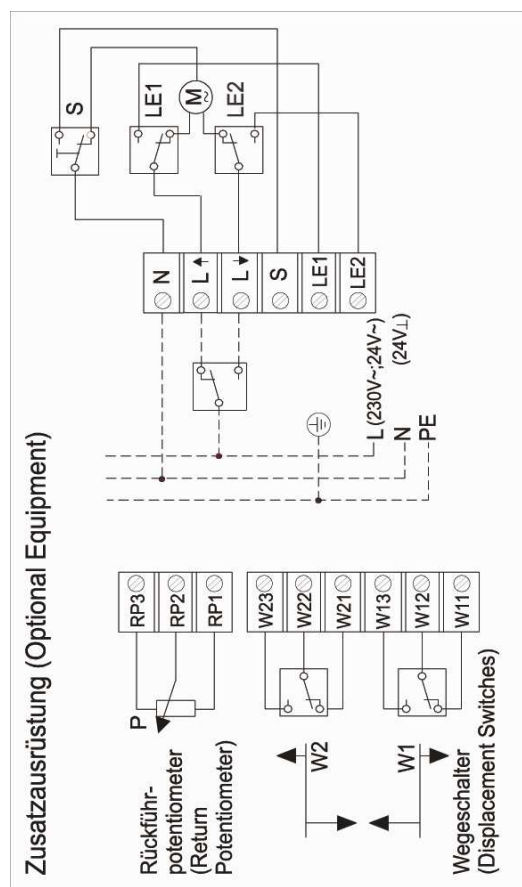 Zusatzausrüstung (Optional Equipment)
Rückführ-
potentiometer
(Return
Potentiometer)
P
RP3
RP2
RP1
Wegeschalter
(Displacement Switches)
W2
W1
W23
W22
W21
W13
W12
W11
L (230V~;24V~)
N (24V⊥)
PE
N
L↑
L↓
S
LE1
LE2
S
LE1
M
~
LE2